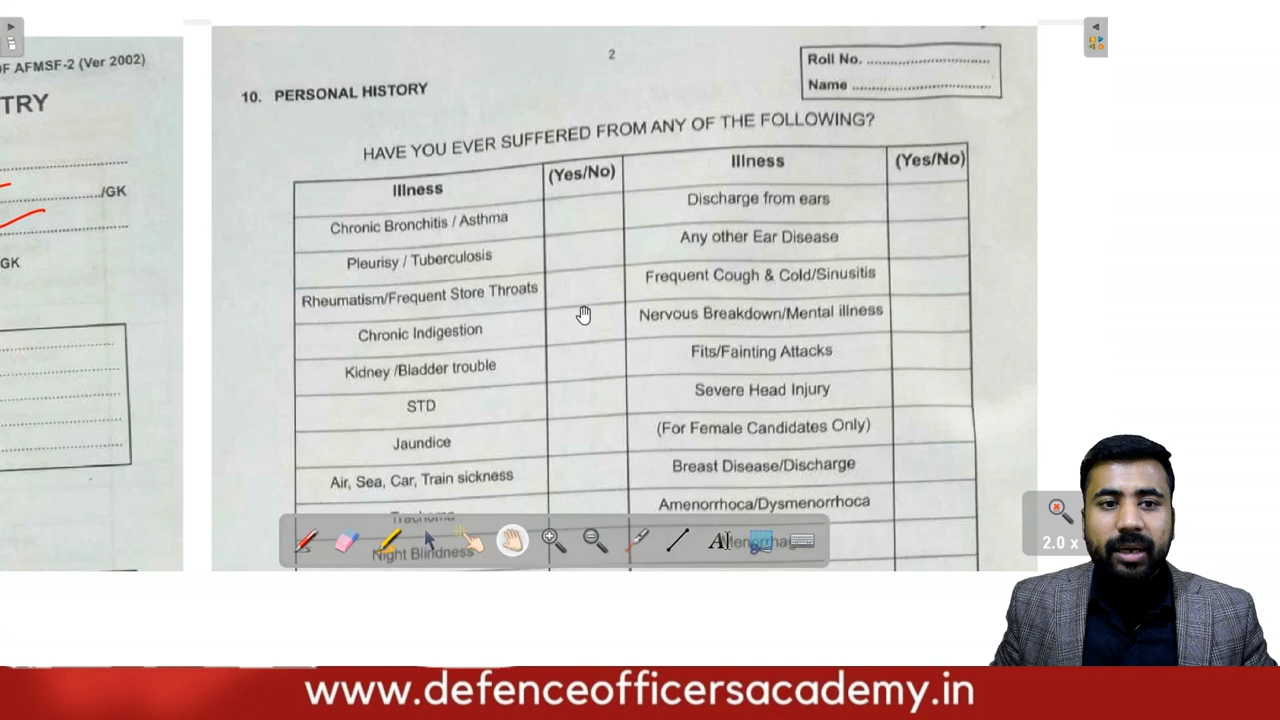 OF AFMSF-2 (Ver 2002)
TRY
/GK
GK
2
Roll No. ....................................
Name ....................................
10. PERSONAL HISTORY
HAVE YOU EVER SUFFERED FROM ANY OF THE FOLLOWING?
Illness (Yes/No) Illness (Yes/No)
Chronic Bronchitis / Asthma Discharge from ears
Pleurisy / Tuberculosis Any other Ear Disease
Rheumatism/Frequent Store Throats Frequent Cough & Cold/Sinusitis
Chronic Indigestion Nervous Breakdown/Mental illness
Kidney /Bladder trouble Fits/Fainting Attacks
STD Severe Head Injury
Jaundice (For Female Candidates Only)
Air, Sea, Car, Train sickness Breast Disease/Discharge
Trachoma Amenorrhoca/Dysmenorrhoca
Night Blindness
2.0 x
www.defenceofficersacademy.in